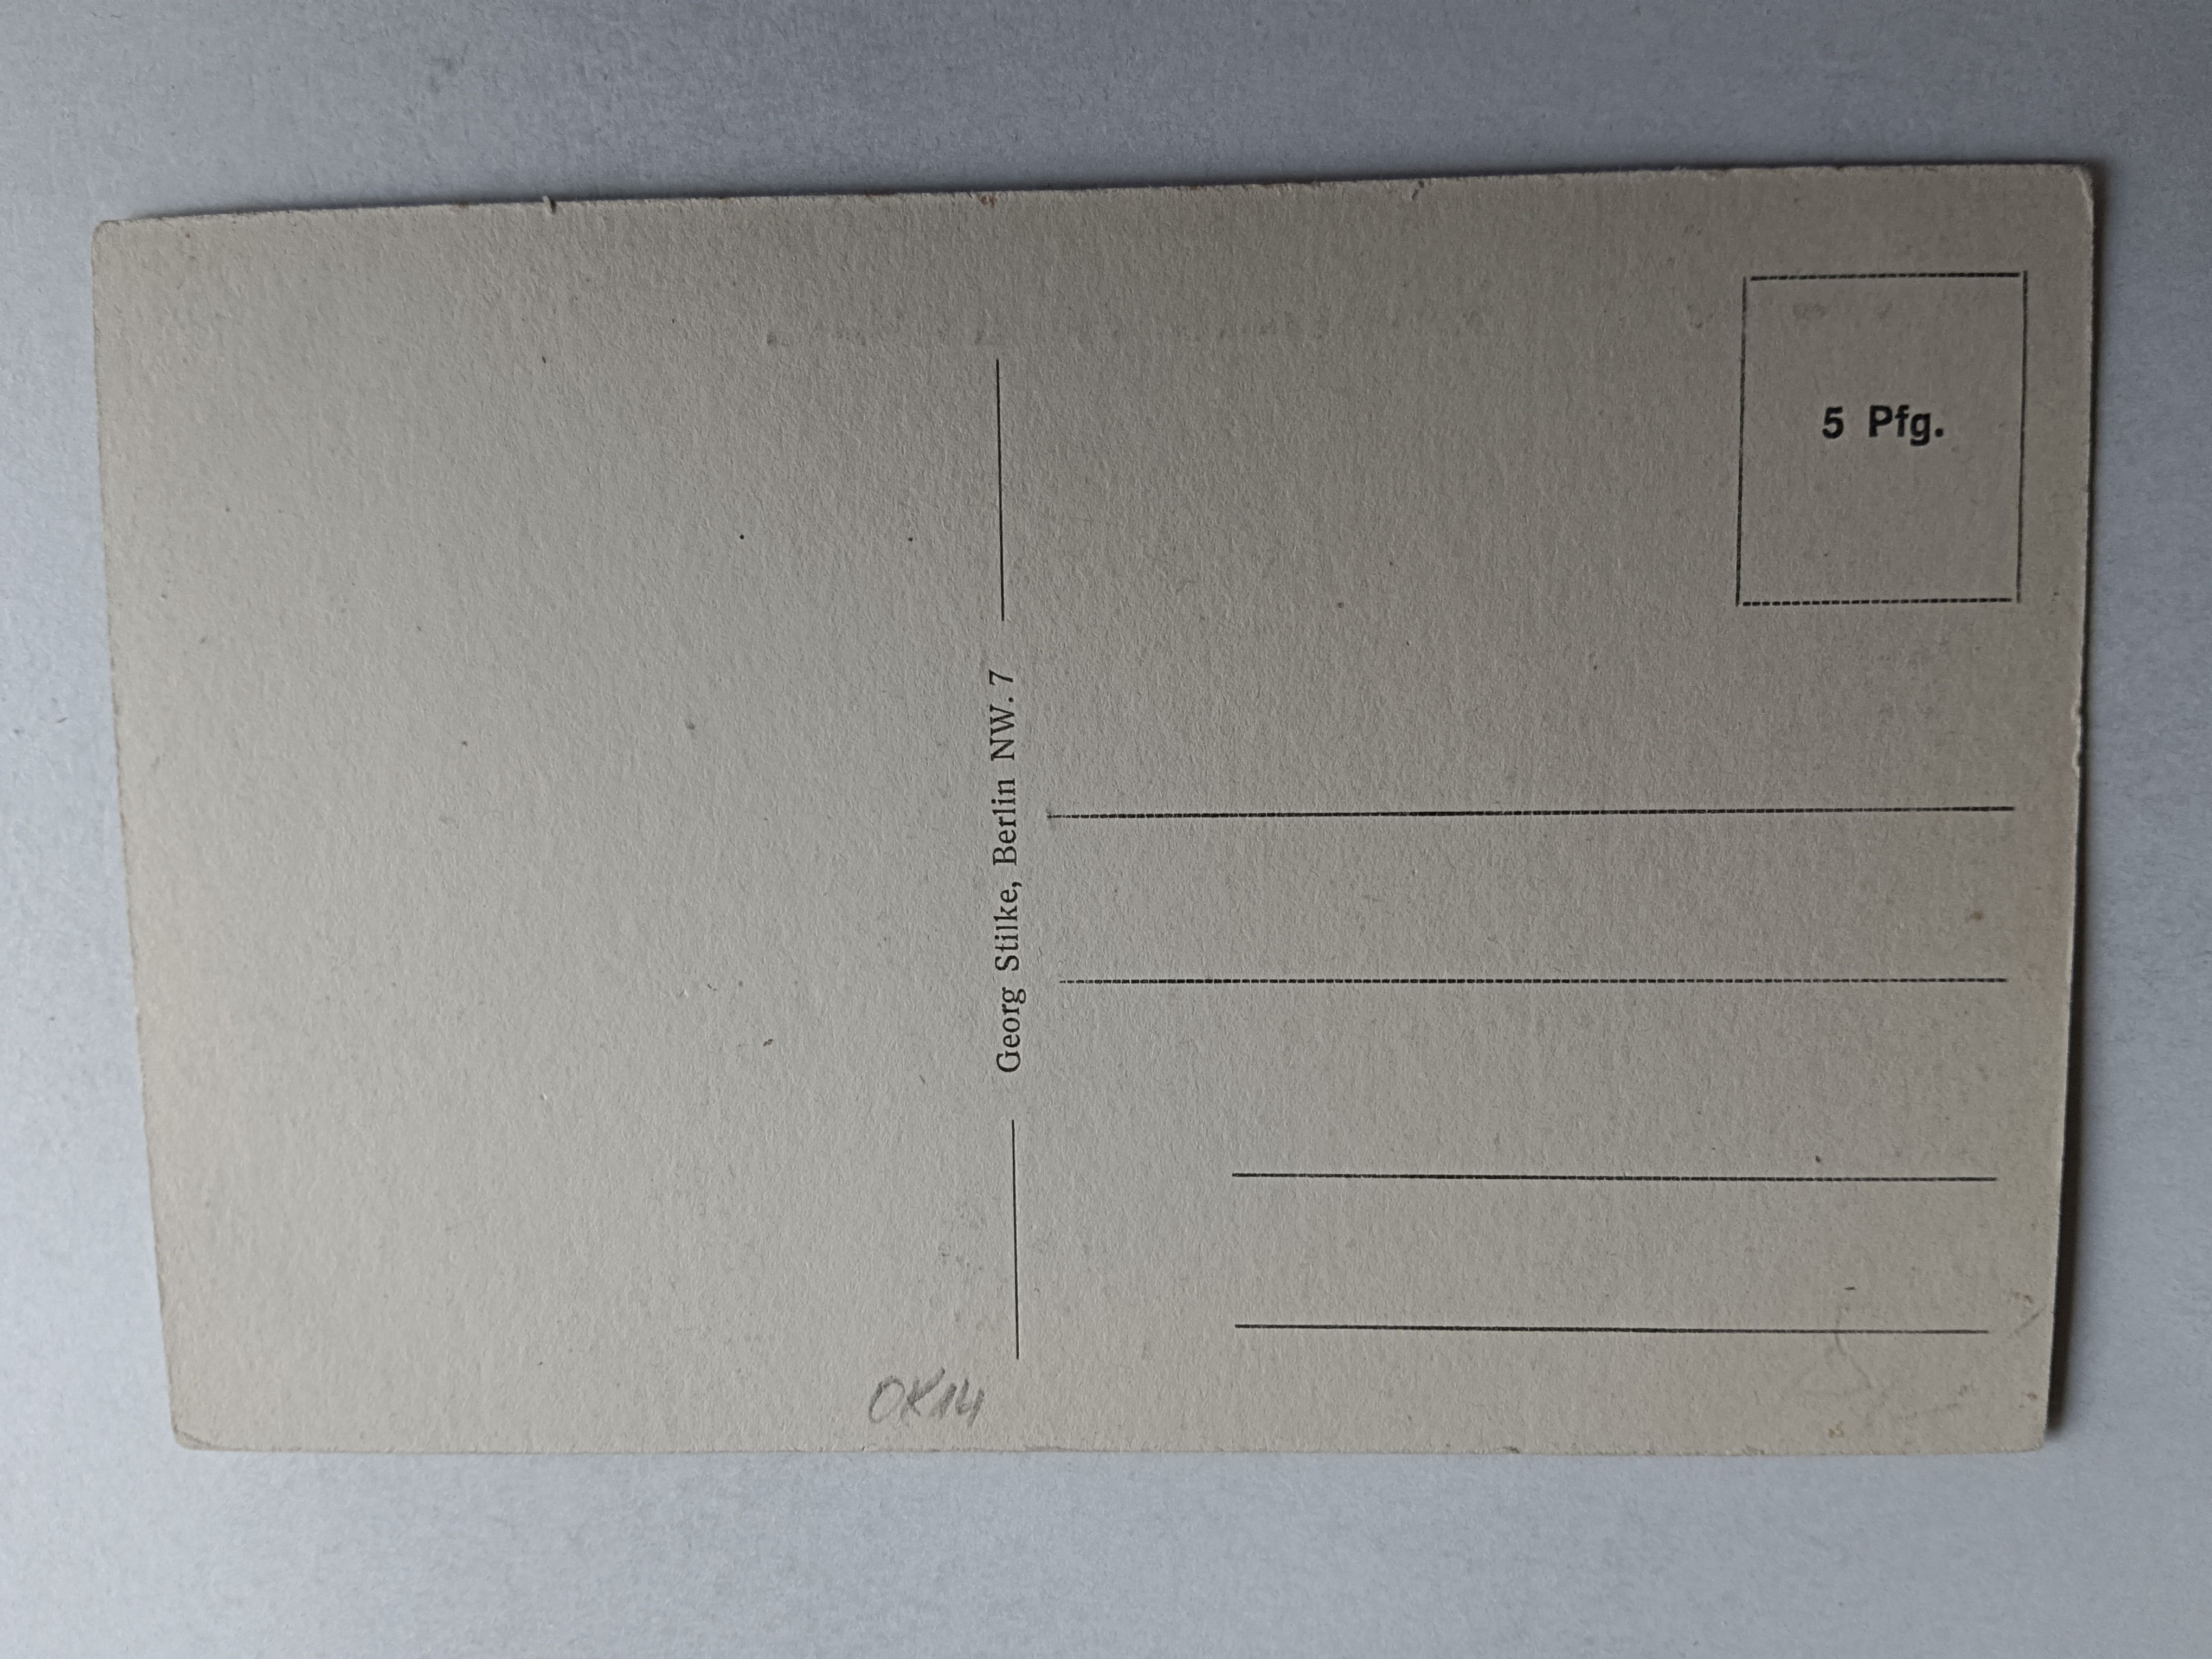 5 Pfg.
Georg Stilke, Berlin NW. 7
OK14